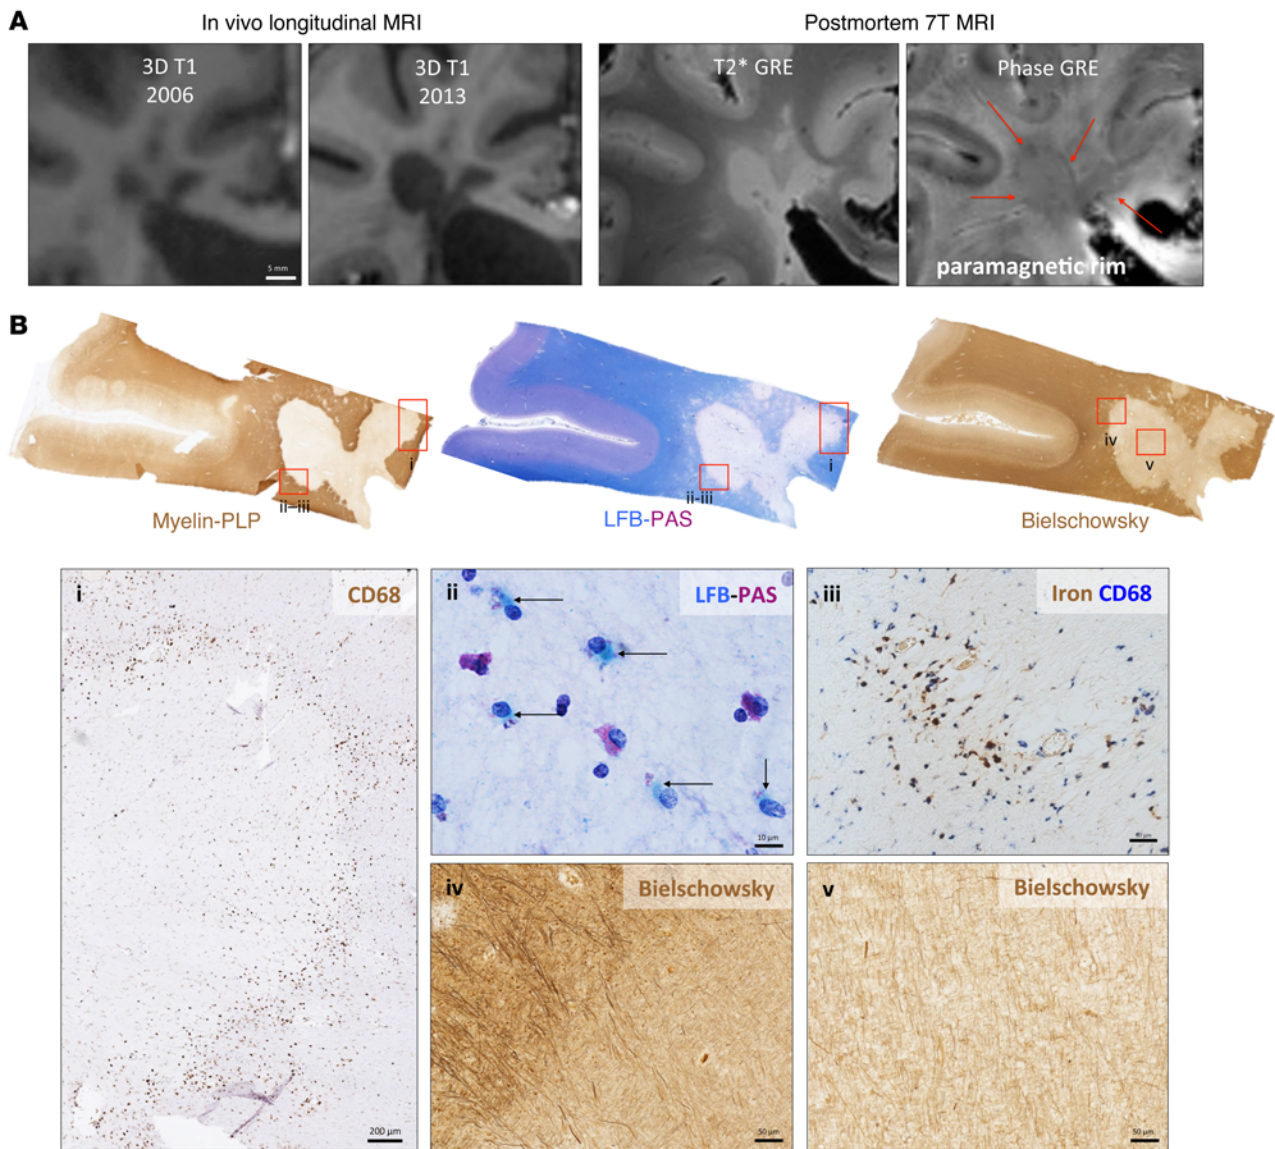 A
In vivo longitudinal MRI
Postmortem 7T MRI
3D T1
2006
5 mm
3D T1
2013
T2* GRE
Phase GRE
paramagnetic rim
B
i
ii–iii
Myelin-PLP
i
ii-iii
LFB-PAS
iv
v
Bielschowsky
i
CD68
200 µm
ii
LFB-PAS
10 µm
iii
Iron CD68
iv
Bielschowsky
50 µm
v
Bielschowsky
50 µm